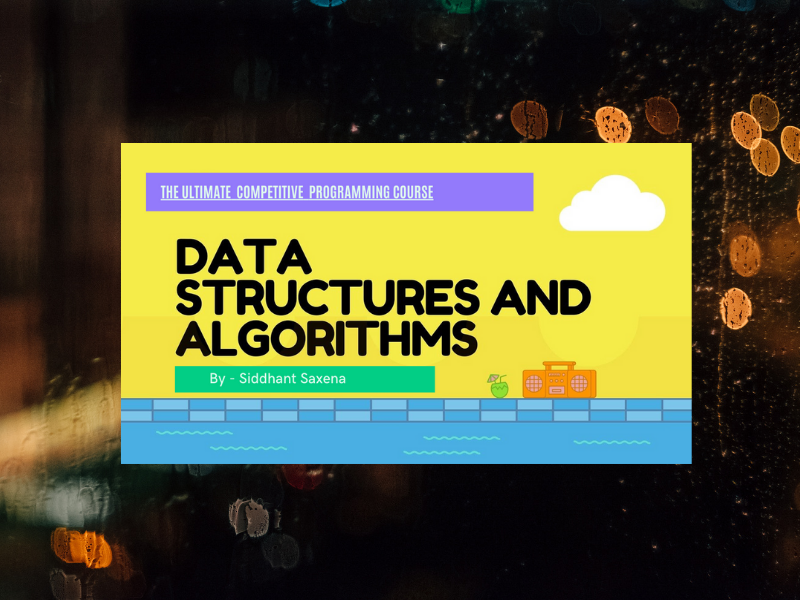 THE ULTIMATE COMPETITIVE PROGRAMMING COURSE
DATA
STRUCTURES AND
ALGORITHMS
By - Siddhant Saxena